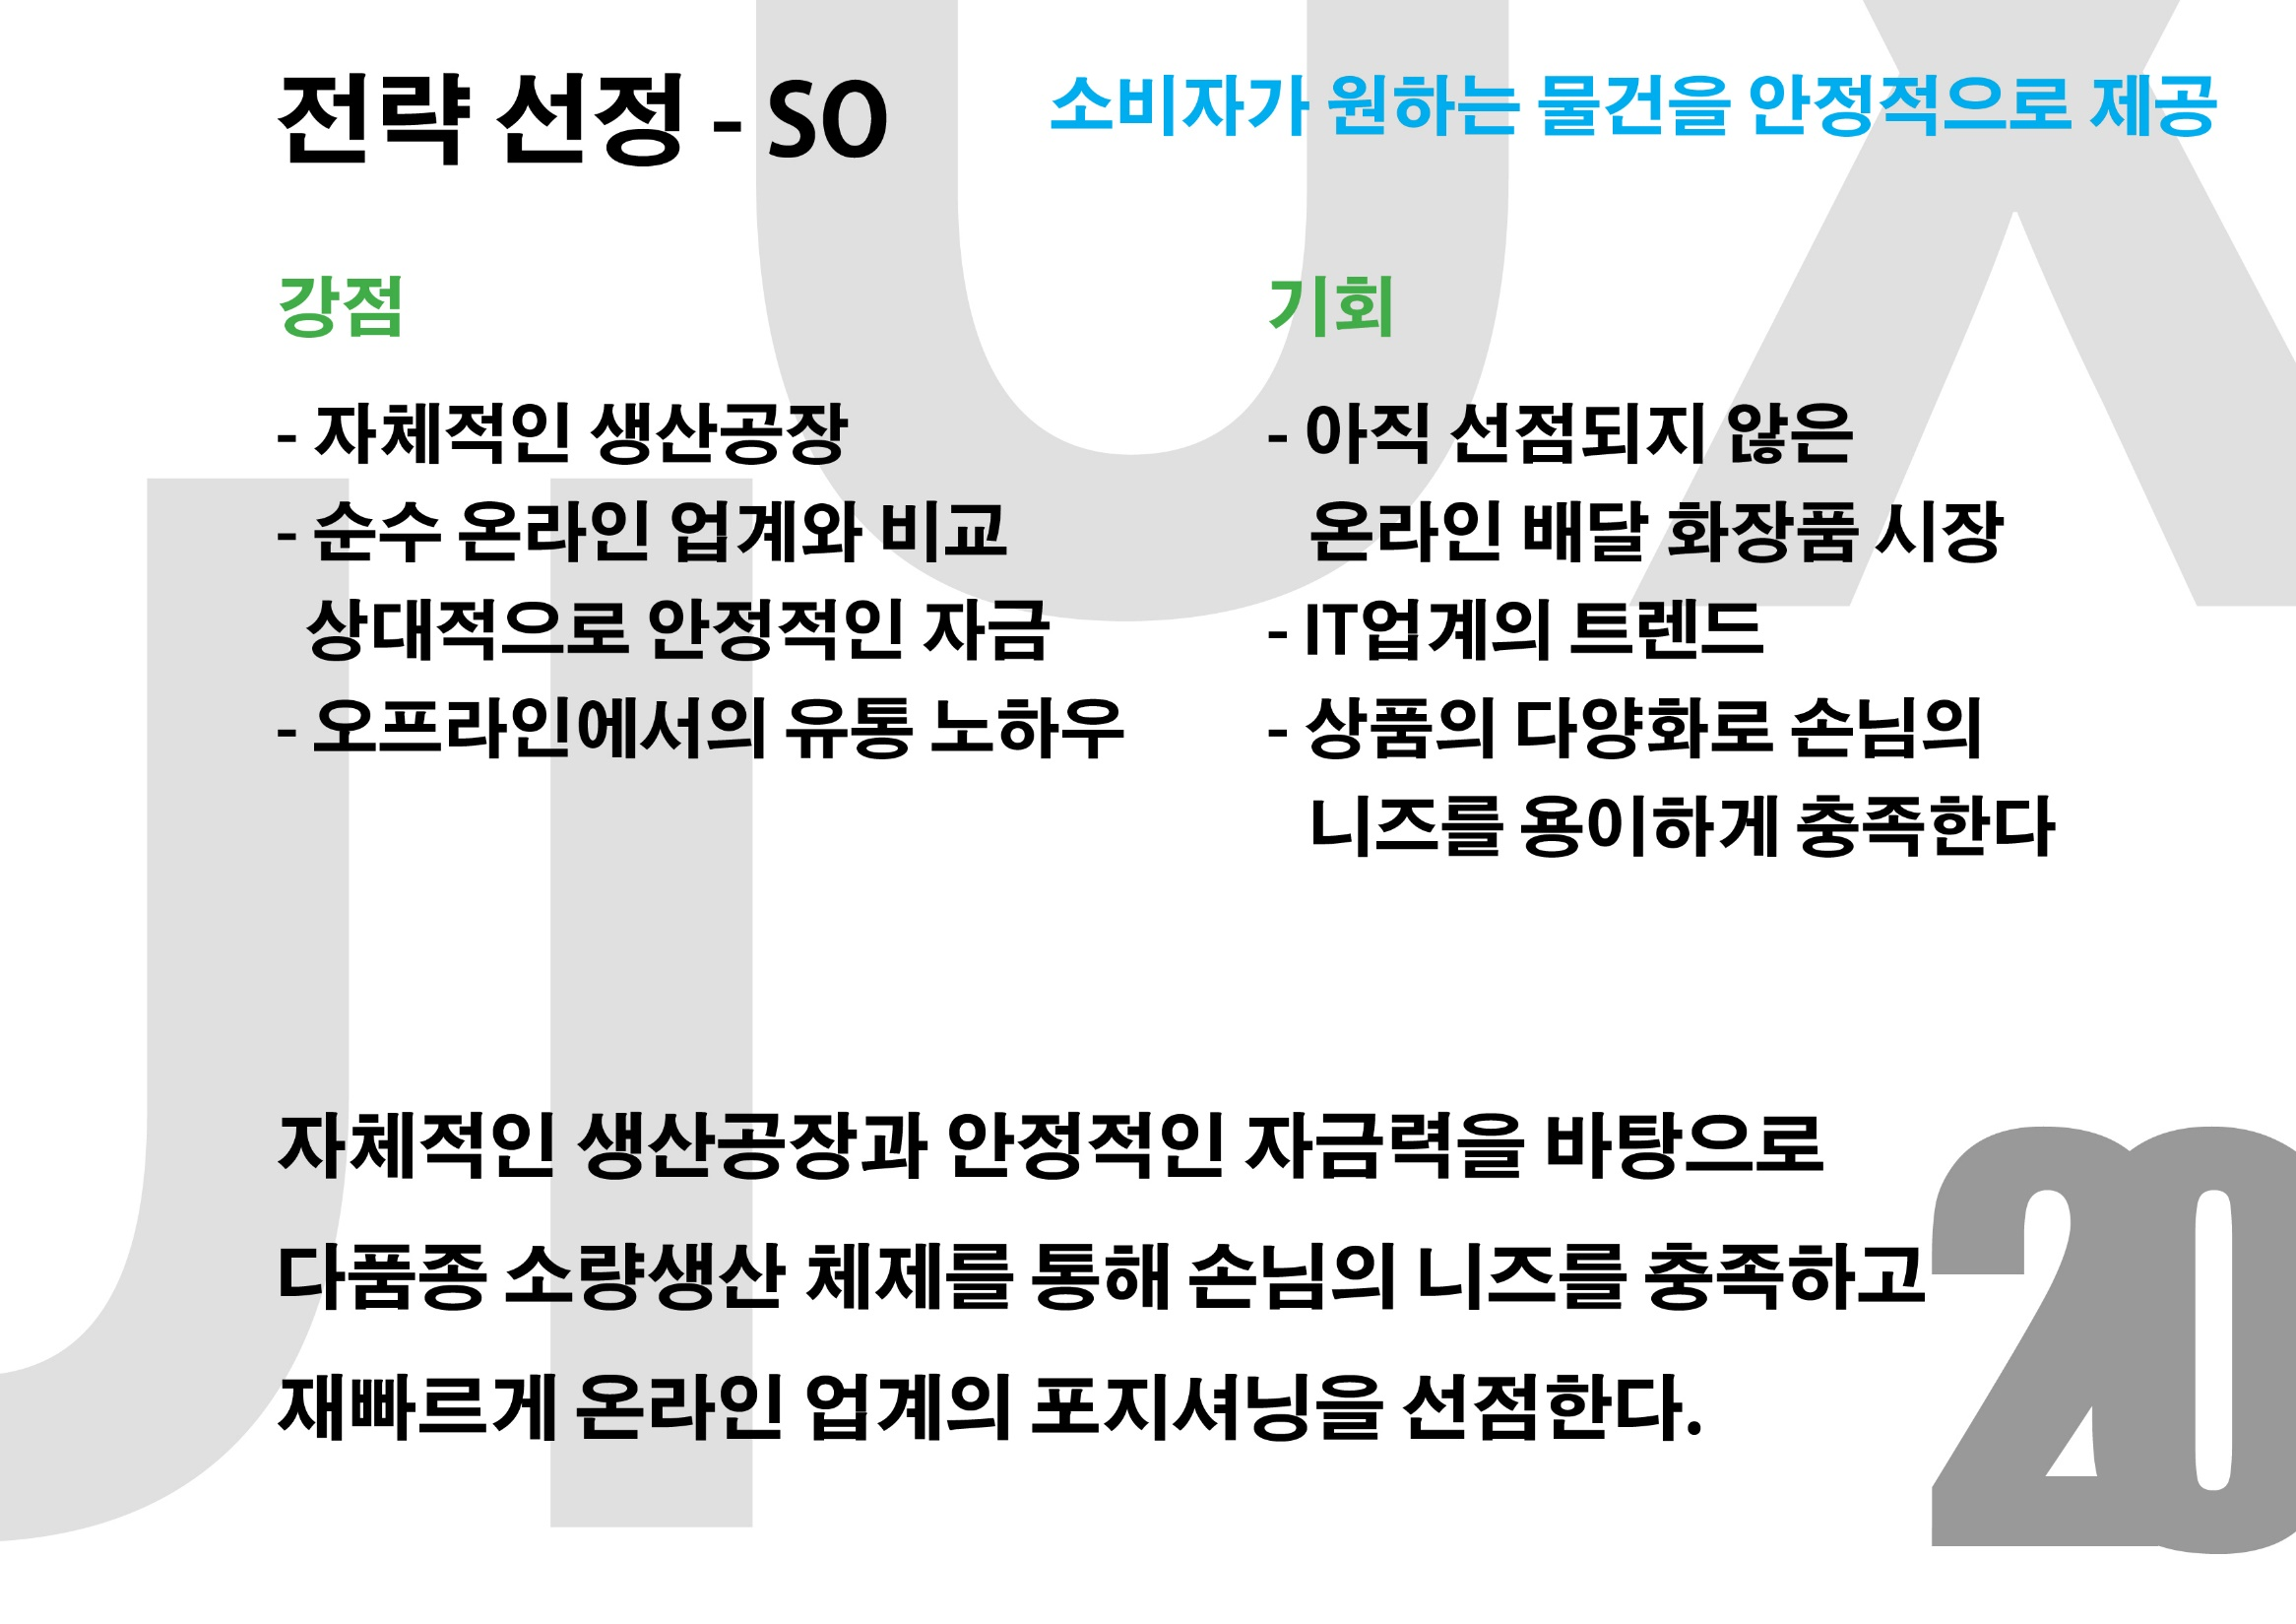 전략 선정 - SO
소비자가 원하는 물건을 안정적으로 제공
강점
- 자체적인 생산공장
- 순수 온라인 업계와 비교
상대적으로 안정적인 자금
- 오프라인에서의 유통 노하우
기회
- 아직 선점되지 않은
온라인 배달 화장품 시장
- IT업계의 트렌드
- 상품의 다양화로 손님의
니즈를 용이하게 충족한다
자체적인 생산공장과 안정적인 자금력을 바탕으로
다품종 소량생산 체제를 통해 손님의 니즈를 충족하고
재빠르게 온라인 업계의 포지셔닝을 선점한다.
20